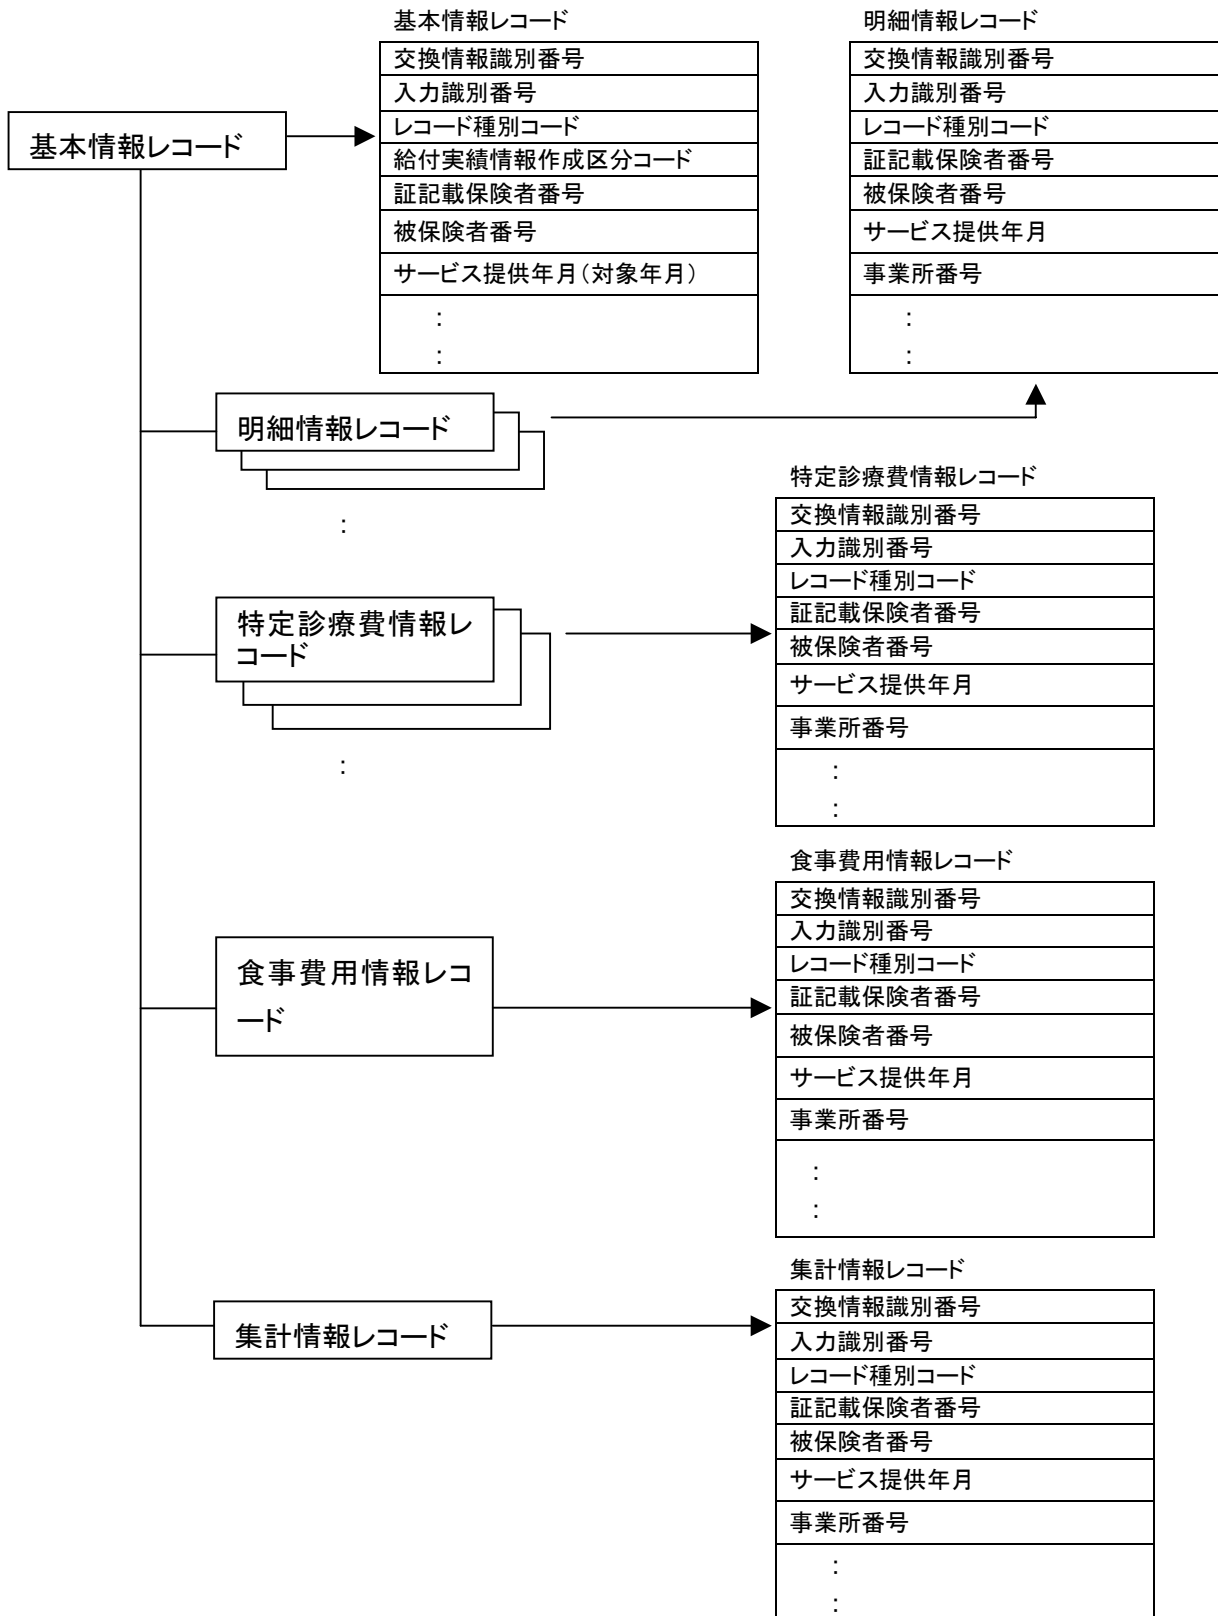 基本情報レコード
交換情報識別番号
入力識別番号
レコード種別コード
給付実績情報作成区分コード
証記載保険者番号
被保険者番号
サービス提供年月(対象年月)
:
:
明細情報レコード
交換情報識別番号
入力識別番号
レコード種別コード
証記載保険者番号
被保険者番号
サービス提供年月
事業所番号
:
:
基本情報レコード
明細情報レコード
:
特定診療費情報レ
コード
:
特定診療費情報レコード
交換情報識別番号
入力識別番号
レコード種別コード
証記載保険者番号
被保険者番号
サービス提供年月
事業所番号
:
:
食事費用情報レコ
ード
食事費用情報レコード
交換情報識別番号
入力識別番号
レコード種別コード
証記載保険者番号
被保険者番号
サービス提供年月
事業所番号
:
:
集計情報レコード
集計情報レコード
交換情報識別番号
入力識別番号
レコード種別コード
証記載保険者番号
被保険者番号
サービス提供年月
事業所番号
:
: